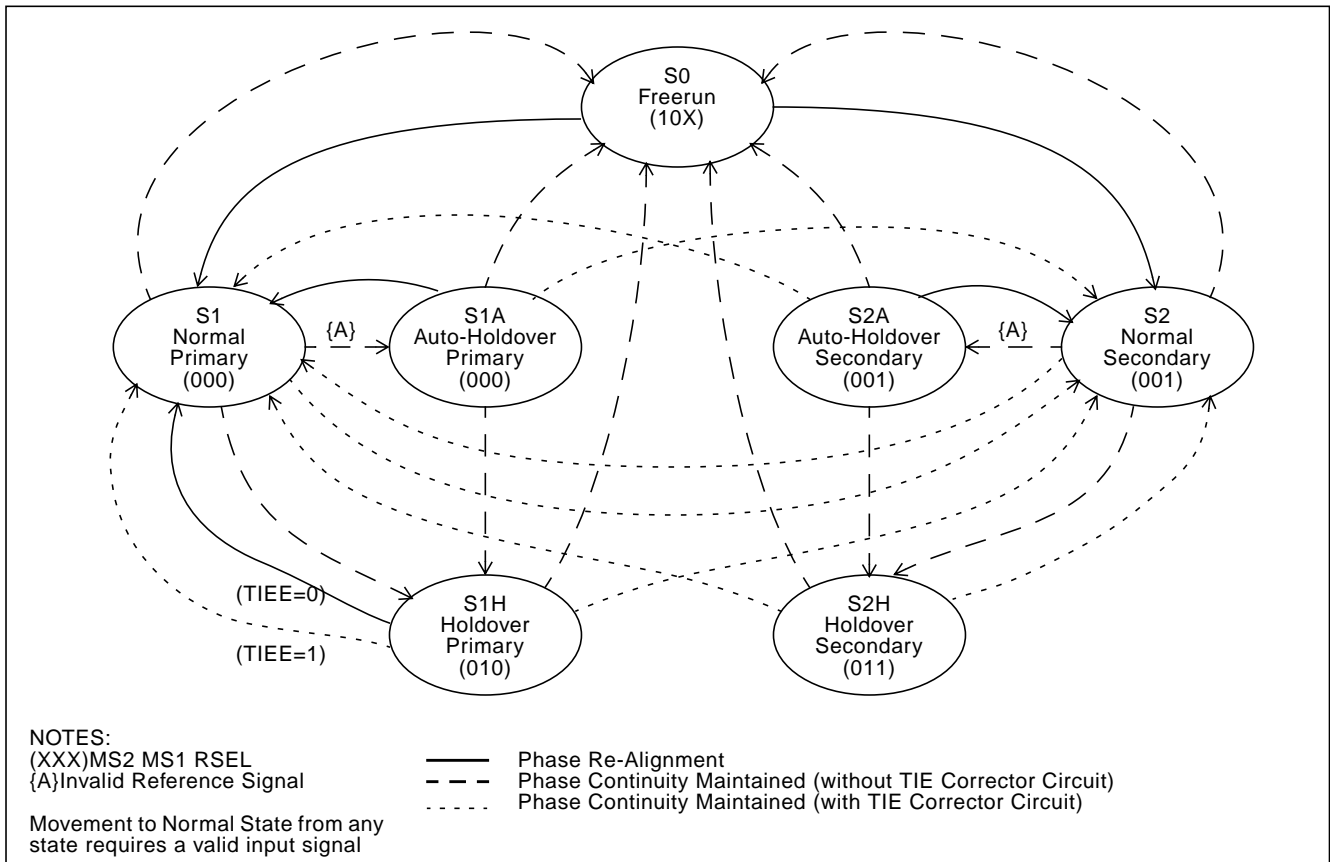 S0
Freerun
(10X)
S1
Normal
Primary
(000)
{A}
S1A
Auto-Holdover
Primary
(000)
S2A
Auto-Holdover
Secondary
(001)
{A}
S2
Normal
Secondary
(001)
(TIEE=0)
(TIEE=1)
S1H
Holdover
Primary
(010)
S2H
Holdover
Secondary
(011)
NOTES:
(XXX)MS2 MS1 RSEL
{A}Invalid Reference Signal
Movement to Normal State from any
state requires a valid input signal
Phase Re-Alignment
Phase Continuity Maintained (without TIE Corrector Circuit)
Phase Continuity Maintained (with TIE Corrector Circuit)